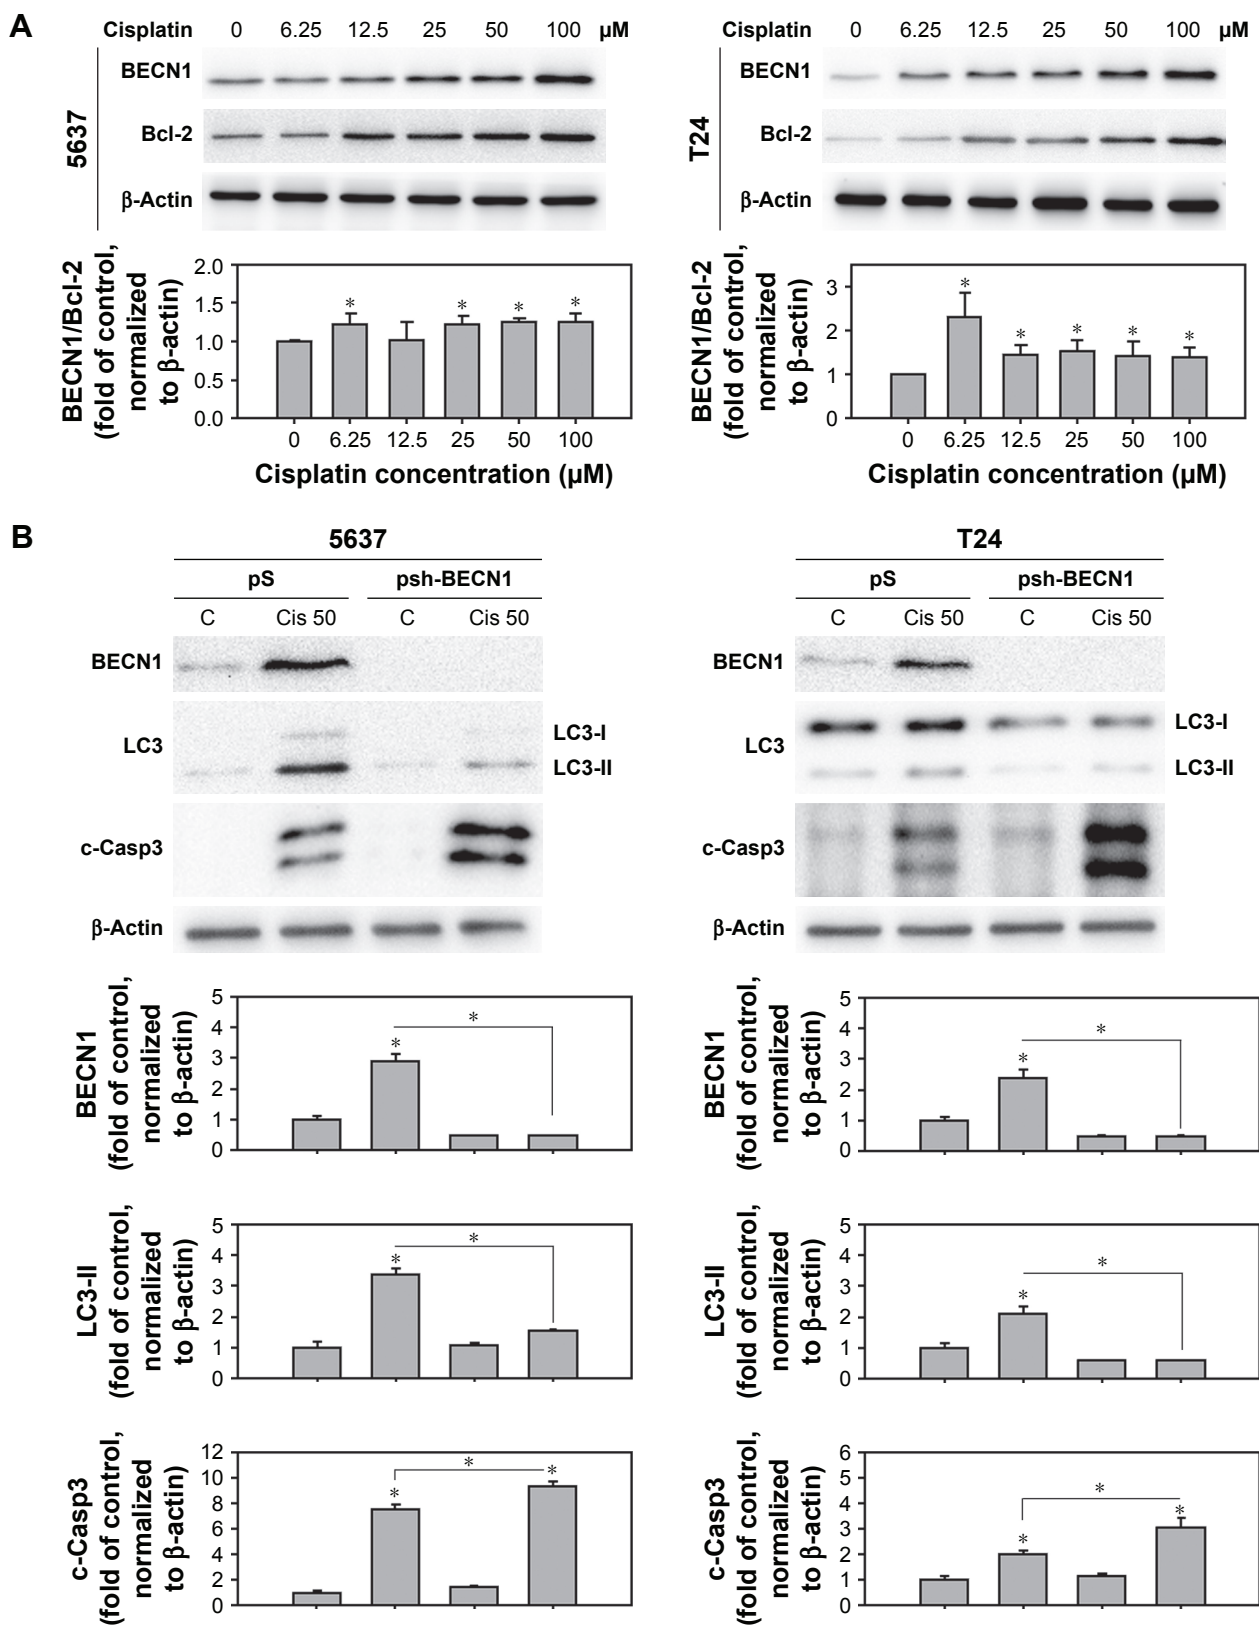 A
Cisplatin 0 6.25 12.5 25 50 100 µM
5637
BECN1
Bcl-2
β-Actin
BECN1/Bcl-2
(fold of control,
normalized
to β-actin)
2.0
1.5
1.0
0.5
0.0
* * * *
0 6.25 12.5 25 50 100
Cisplatin concentration (µM)
Cisplatin 0 6.25 12.5 25 50 100 µM
T24
BECN1
Bcl-2
β-Actin
BECN1/Bcl-2
(fold of control,
normalized
to β-actin)
3
2
1
0
* * * * *
0 6.25 12.5 25 50 100
Cisplatin concentration (µM)
B
5637
pS psh-BECN1
C Cis 50 C Cis 50
BECN1
LC3
LC3-I
LC3-II
c-Casp3
β-Actin
BECN1
(fold of control,
normalized
to β-actin)
5
4
3
2
1
0
*
*
LC3-II
(fold of control,
normalized
to β-actin)
5
4
3
2
1
0
*
*
c-Casp3
(fold of control,
normalized
to β-actin)
12
10
8
6
4
2
0
*
* *
T24
pS psh-BECN1
C Cis 50 C Cis 50
BECN1
LC3
LC3-I
LC3-II
c-Casp3
β-Actin
BECN1
(fold of control,
normalized
to β-actin)
5
4
3
2
1
0
*
*
LC3-II
(fold of control,
normalized
to β-actin)
5
4
3
2
1
0
*
*
c-Casp3
(fold of control,
normalized
to β-actin)
6
5
4
3
2
1
0
*
* *